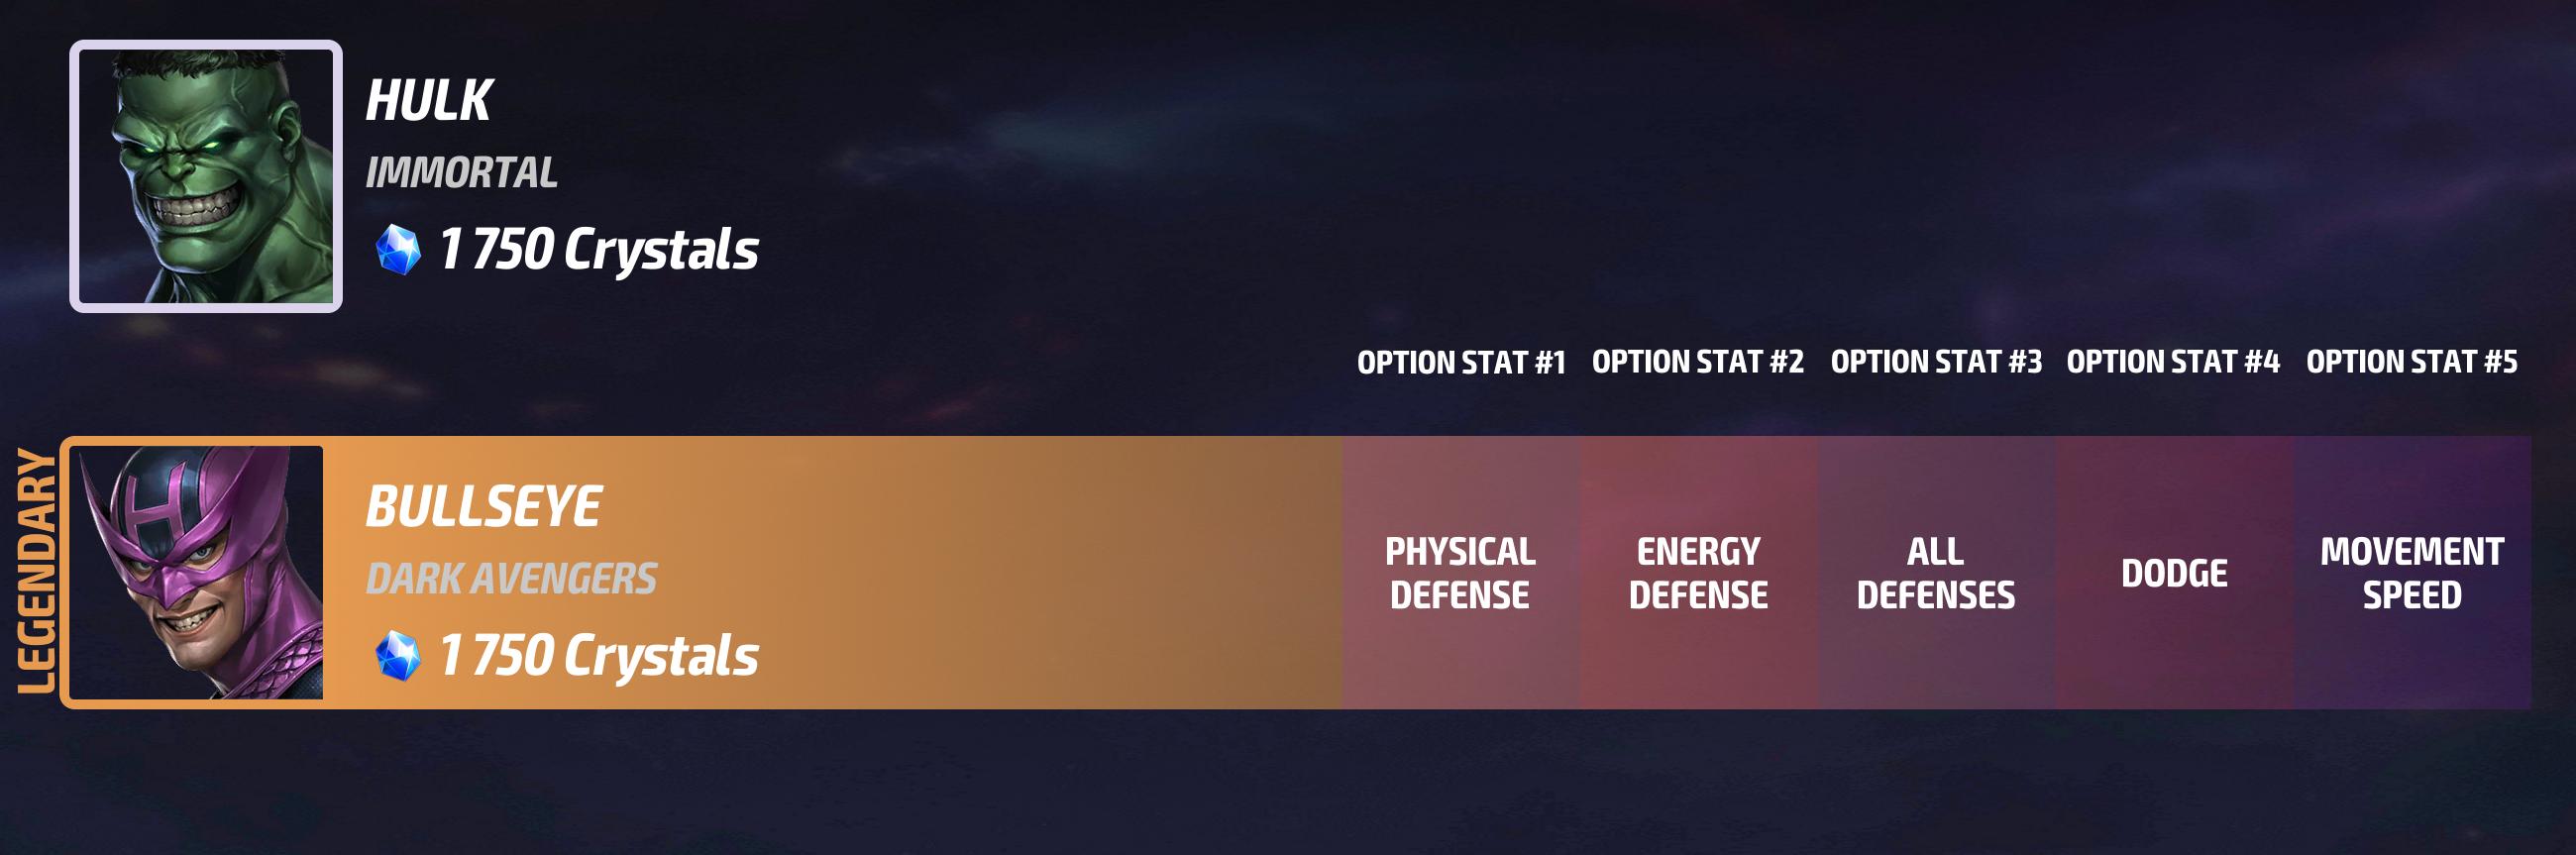 HULK
IMMORTAL
1 750 Crystals
OPTION STAT #1 OPTION STAT #2 OPTION STAT #3 OPTION STAT #4 OPTION STAT #5
LEGENDARY
H
BULLSEYE
DARK AVENGERS
1 750 Crystals
PHYSICAL
DEFENSE
ENERGY
DEFENSE
ALL
DEFENSES
DODGE
MOVEMENT
SPEED